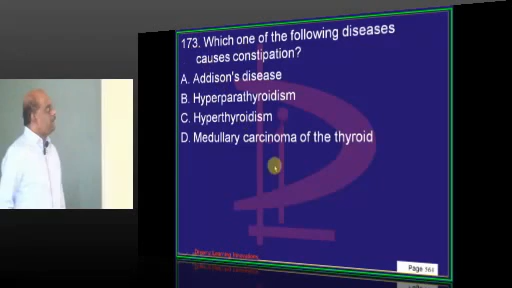 173. Which one of the following diseases
causes constipation?
A. Addison's disease
B. Hyperparathyroidism
C. Hyperthyroidism
D. Medullary carcinoma of the thyroid
Page 561